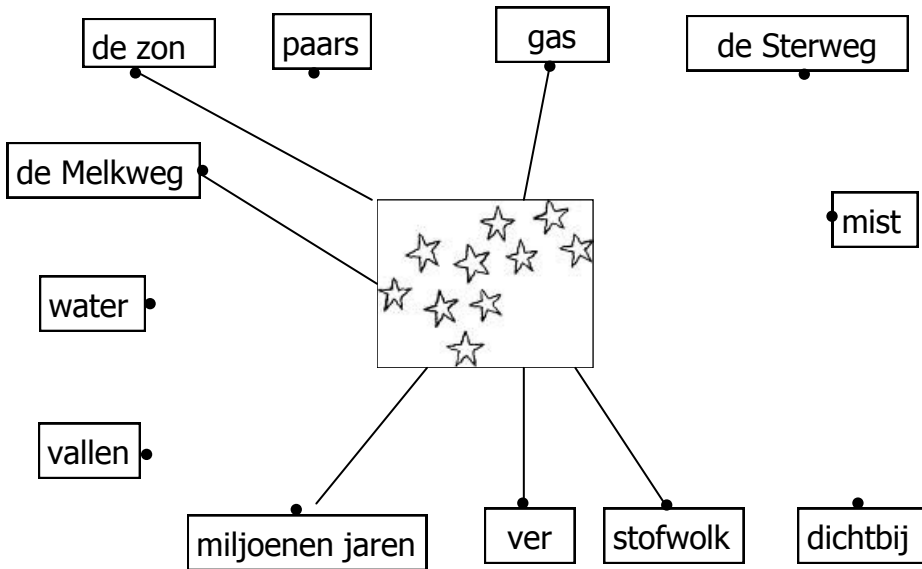 de zon
paars
gas
de Sterweg
de Melkweg
mist
water
vallen
miljoenen jaren
ver
stofwolk
dichtbij